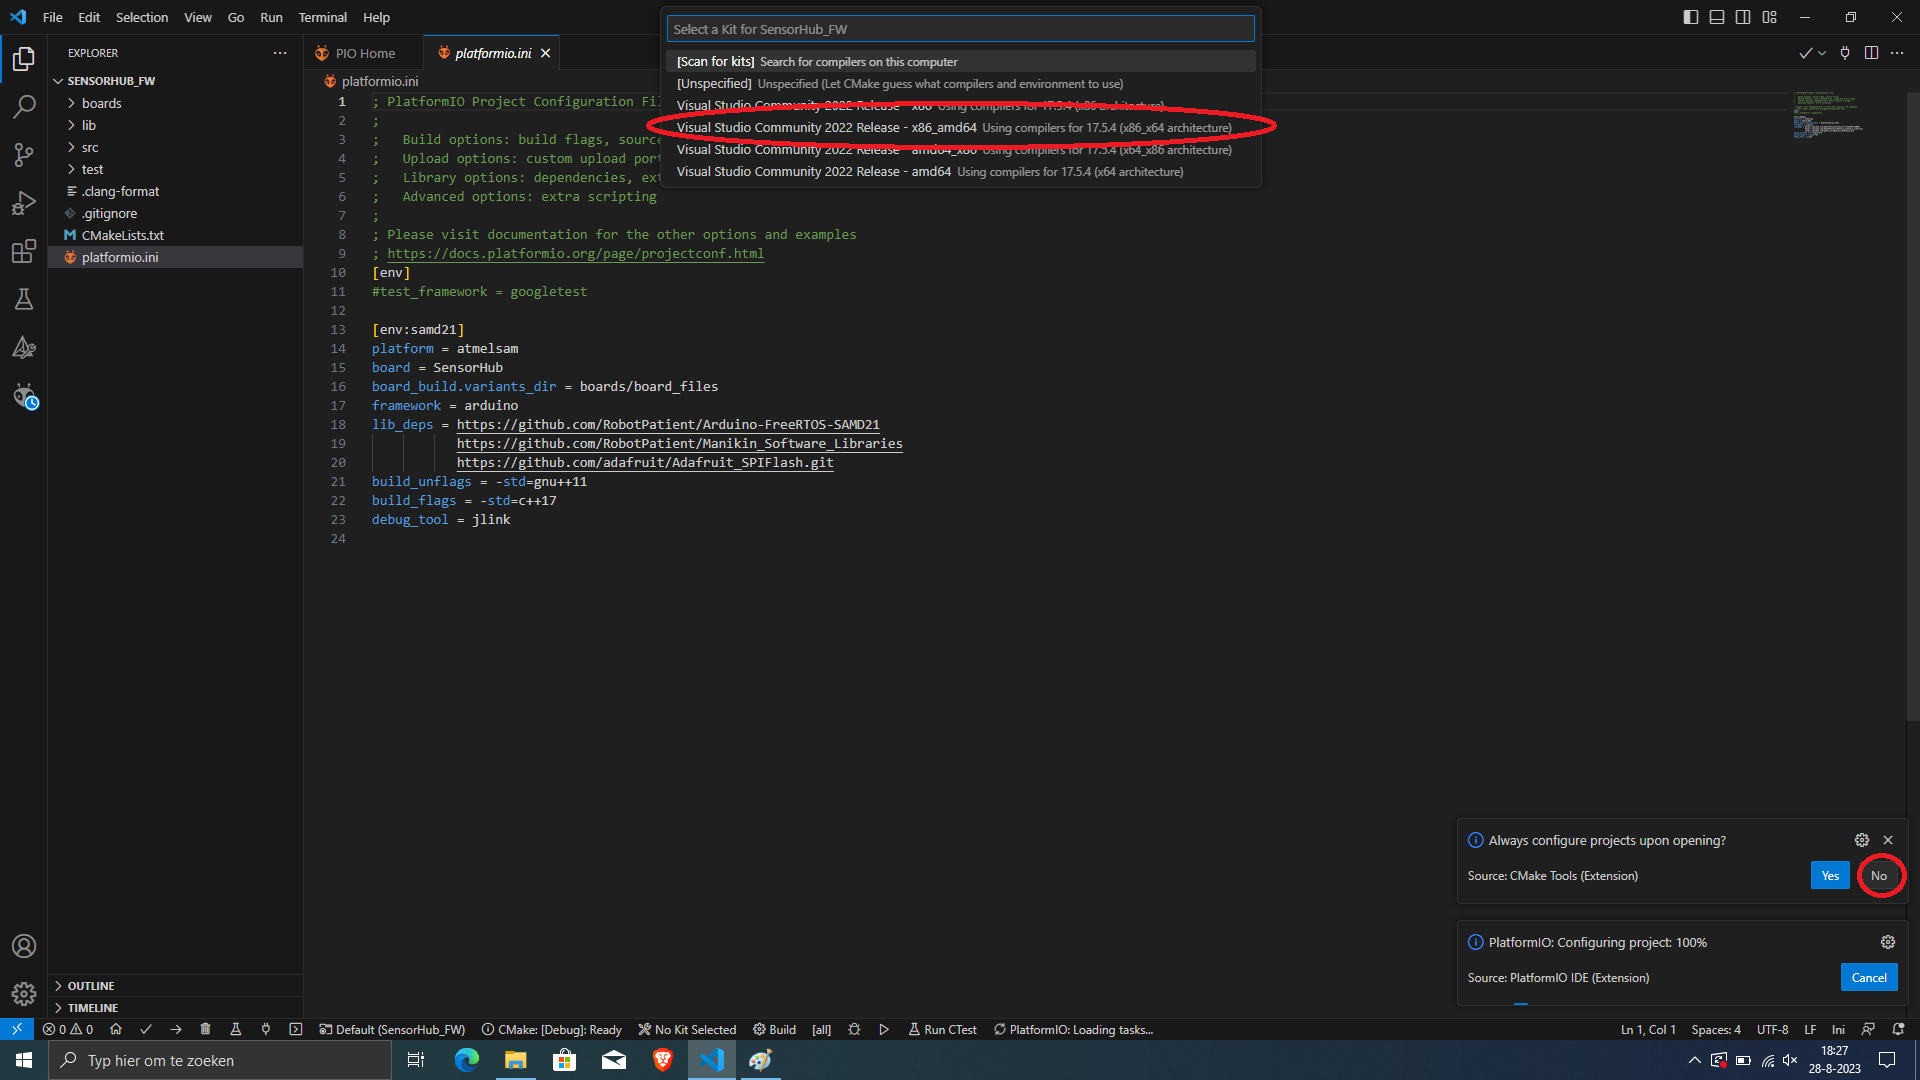 File Edit Selection View Go Run Terminal Help
Select a Kit for SensorHub_FW
[Scan for kits] Search for compilers on this computer
[Unspecified] Unspecified (Let CMake guess what compilers and environment to use)
Visual Studio Community 2022 Release - x86 Using compilers for 17.5.4 (x86 architecture)
Visual Studio Community 2022 Release - x86_amd64 Using compilers for 17.5.4 (x86_x64 architecture)
Visual Studio Community 2022 Release - amd64_x86 Using compilers for 17.5.4 (x64_x86 architecture)
Visual Studio Community 2022 Release - amd64 Using compilers for 17.5.4 (x64 architecture)
EXPLORER
SENSORHUB_FW
boards
lib
src
test
.clang-format
.gitignore
CMakeLists.txt
platformio.ini
OUTLINE
TIMELINE
PIO Home
platformio.ini
platformio.ini
1 ; PlatformIO Project Configuration Fil
2 ;
3 ; Build options: build flags, source
4 ; Upload options: custom upload port
5 ; Library options: dependencies, ext
6 ; Advanced options: extra scripting
7 ;
8 ; Please visit documentation for the other options and examples
9 ; https://docs.platformio.org/page/projectconf.html
10 [env]
11 #test_framework = googletest
12
13 [env:samd21]
14 platform = atmelsam
15 board = SensorHub
16 board_build.variants_dir = boards/board_files
17 framework = arduino
18 lib_deps = https://github.com/RobotPatient/Arduino-FreeRTOS-SAMD21
19 https://github.com/RobotPatient/Manikin_Software_Libraries
20 https://github.com/adafruit/Adafruit_SPIFlash.git
21 build_unflags = -std=gnu++11
22 build_flags = -std=c++17
23 debug_tool = jlink
24
Always configure projects upon opening?
Source: CMake Tools (Extension)
Yes No
PlatformIO: Configuring project: 100%
Source: PlatformIO IDE (Extension)
Cancel
0 0 Default (SensorHub_FW) CMake: [Debug]: Ready No Kit Selected Build [all] Run CTest PlatformIO: Loading tasks... Ln 1, Col 1 Spaces: 4 UTF-8 LF Ini
Typ hier om te zoeken
18:27
28-8-2023